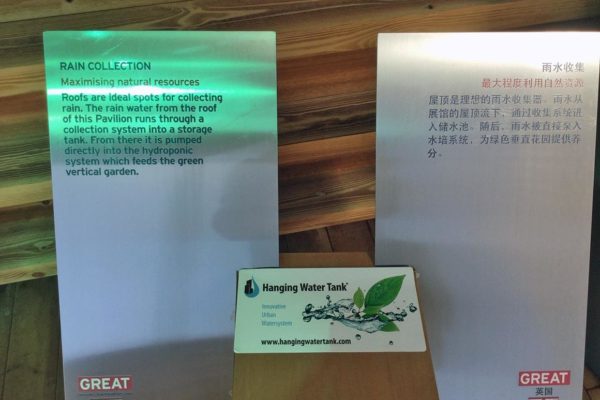 RAIN COLLECTION
Maximising natural resources
Roofs are ideal spots for collecting
rain. The rain water from the roof
of this Pavilion runs through a
collection system into a storage
tank. From there it is pumped
directly into the hydroponic
system which feeds the green
vertical garden.
GREAT
雨水收集
最大程度利用自然资源
屋顶是理想的雨水收集器。雨水从
展馆的屋顶流下，通过收集系统进
入储水池。随后，雨水被直接泵入
水培系统，为绿色垂直花园提供养
分。
GREAT
英国
Hanging Water Tank
Innovative
Urban
Watersystem
www.hangingwatertank.com